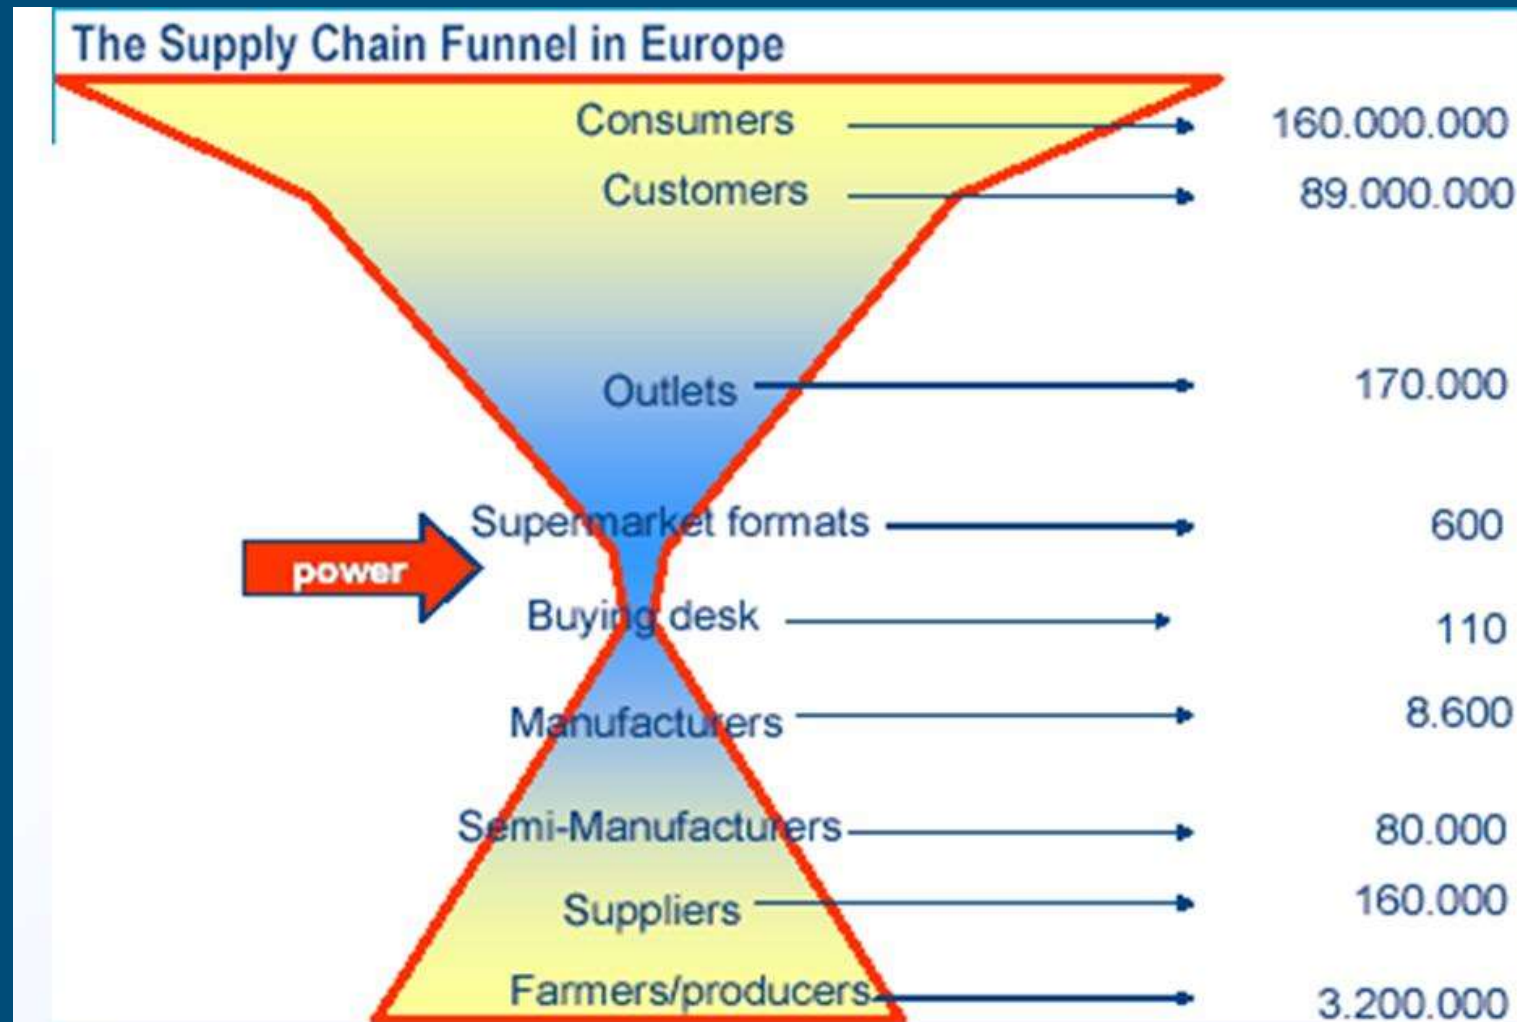 The Supply Chain Funnel in Europe
Consumers 160.000.000
Customers 89.000.000
Outlets 170.000
Supermarket formats 600
power
Buying desk 110
Manufacturers 8.600
Semi-Manufacturers 80.000
Suppliers 160.000
Farmers/producers 3.200.000